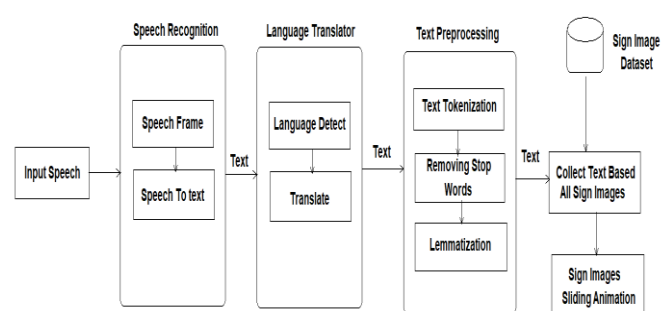 Speech Recognition
Language Translator
Text Preprocessing
Sign Image
Dataset
Input Speech
Speech Frame
Speech To text
Text
Language Detect
Translate
Text
Text Tokenization
Removing Stop
Words
Lemmatization
Text
Collect Text Based
All Sign Images
Sign Images
Sliding Animation